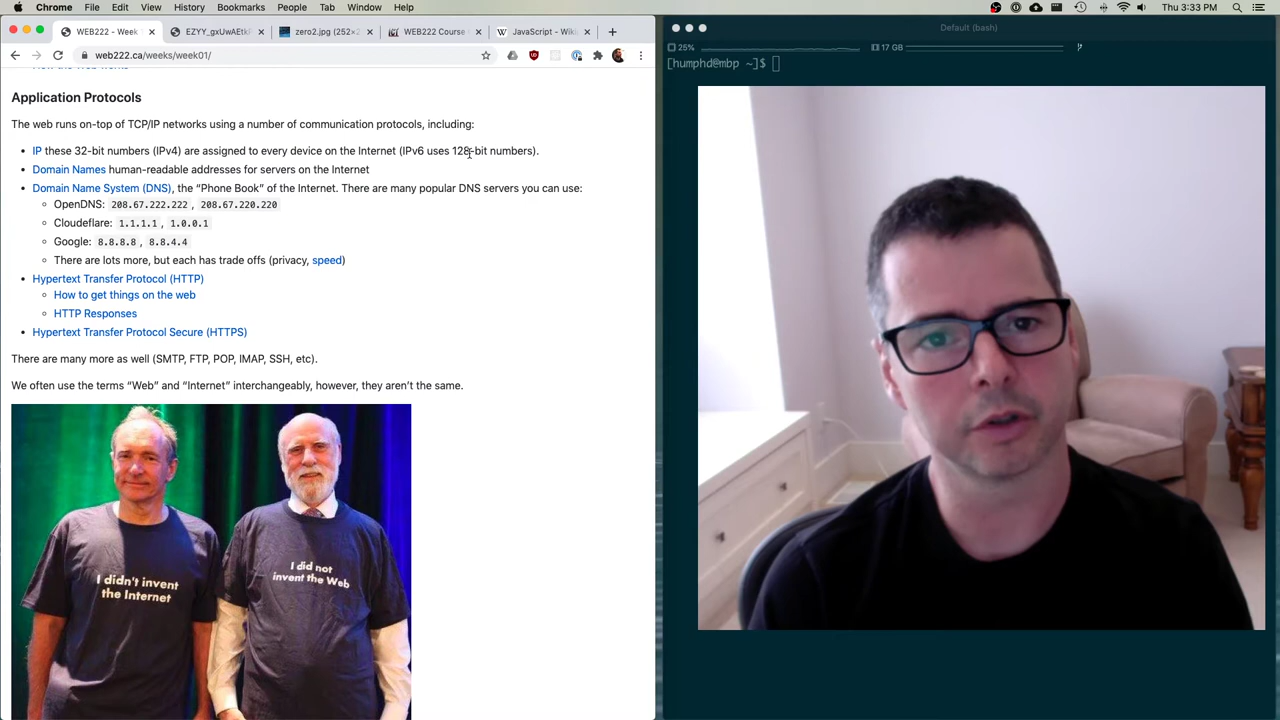 Chrome File Edit View History Bookmarks People Tab Window Help
Thu 3:33 PM
WEB222 - Week
EZYY_gxUwAEtx
zero2.jpg (252×2
WEB222 Course
JavaScript - Wiki
web222.ca/weeks/week01/
Application Protocols
The web runs on-top of TCP/IP networks using a number of communication protocols, including:
IP these 32-bit numbers (IPv4) are assigned to every device on the Internet (IPv6 uses 128-bit numbers).
Domain Names human-readable addresses for servers on the Internet
Domain Name System (DNS), the “Phone Book” of the Internet. There are many popular DNS servers you can use:
OpenDNS: 208.67.222.222 , 208.67.220.220
Cloudeflare: 1.1.1.1 , 1.0.0.1
Google: 8.8.8.8 , 8.8.4.4
There are lots more, but each has trade offs (privacy, speed)
Hypertext Transfer Protocol (HTTP)
How to get things on the web
HTTP Responses
Hypertext Transfer Protocol Secure (HTTPS)
There are many more as well (SMTP, FTP, POP, IMAP, SSH, etc).
We often use the terms “Web” and “Internet” interchangeably, however, they aren’t the same.
I didn't invent
the Internet
I did not
invent the Web
Default (bash)
25%
17 GB
[humphd@mbp ~]$